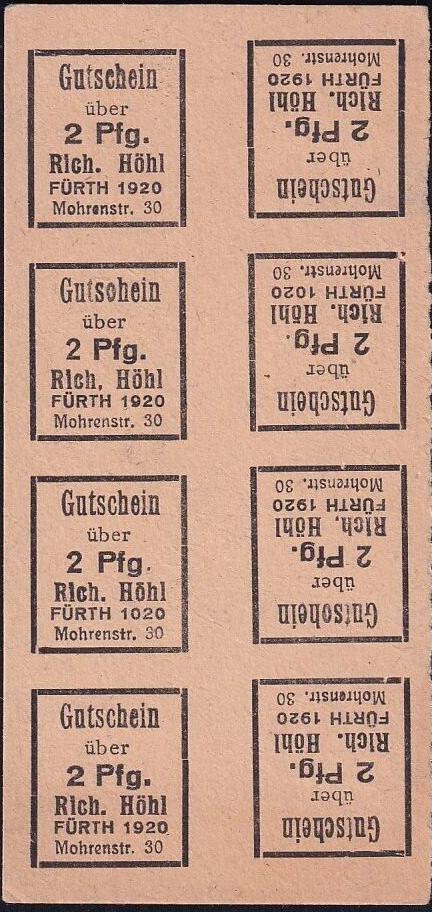 Gutschein
über
2 Pfg.
Rich. Höhl
FÜRTH 1920
Mohrenstr. 30
Gutsohein
über
2 Pfg.
Rich, Höhl
FÜRTH 1920
Mohrenstr. 30
Gutschein
über
2 Pfg.
Rich. Höhl
FÜRTH 1020
Mohrenstr. 30
Gutschein
über
2 Pfg.
Rich. Höhl
FÜRTH 1920
Mohrenstr. 30
Gutschein
über
2 Pfg.
Rich. Höhl
FÜRTH 1920
Mohrenstr. 30
Gutschein
über
2 Pfg.
Rich. Höhl
FÜRTH 1020
Mohrenstr. 30
Gutsohein
über
2 Pfg.
Rich, Höhl
FÜRTH 1920
Mohrenstr. 30
Gutschein
über
2 Pfg.
Rich. Höhl
FÜRTH 1920
Mohrenstr. 30